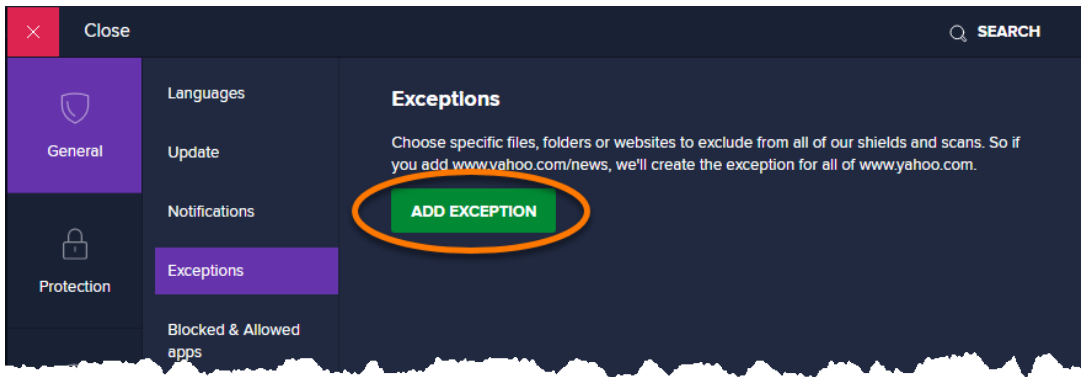 Close
SEARCH
General
Protection
Languages
Update
Notifications
Exceptions
Blocked & Allowed
apps
Exceptions
Choose specific files, folders or websites to exclude from all of our shields and scans. So if
you add www.yahoo.com/news, we'll create the exception for all of www.yahoo.com.
ADD EXCEPTION